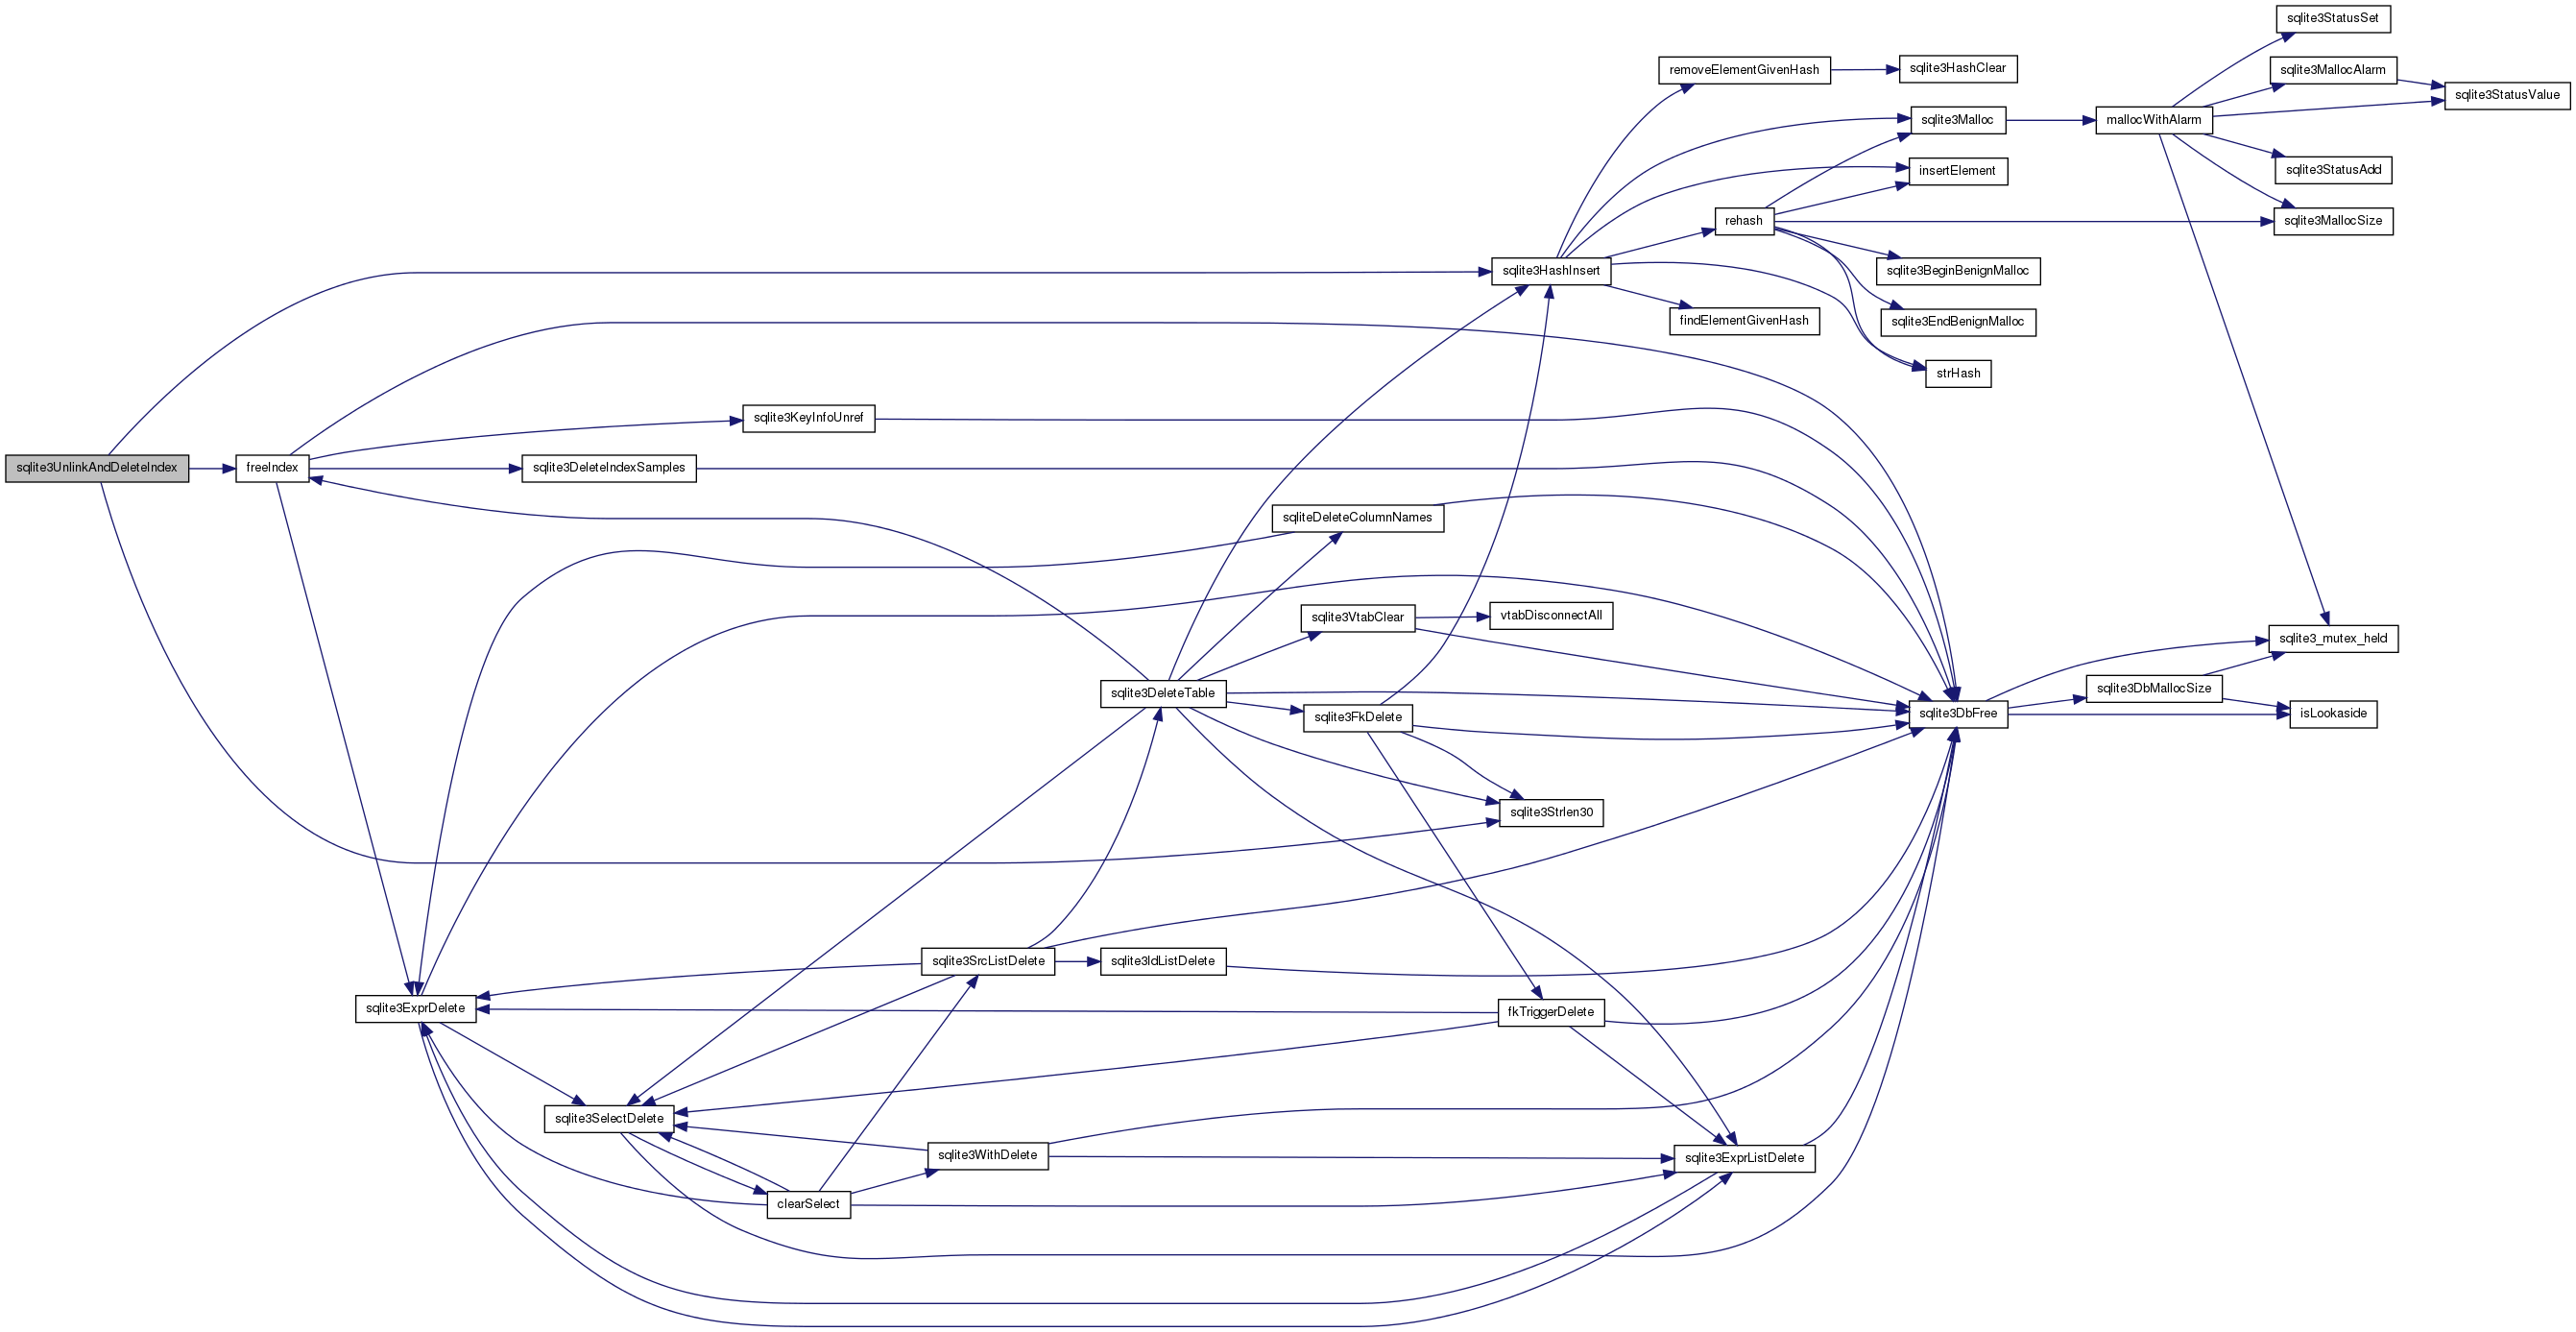 sqlite3StatusSet
removeElementGivenHash
sqlite3HashClear
sqlite3MallocAlarm
sqlite3StatusValue
sqlite3Malloc
mallocWithAlarm
insertElement
sqlite3StatusAdd
rehash
sqlite3MallocSize
sqlite3HashInsert
sqlite3BeginBenignMalloc
findElementGivenHash
sqlite3EndBenignMalloc
strHash
sqlite3KeyInfoUnref
sqlite3UnlinkAndDeleteIndex
freeIndex
sqlite3DeleteIndexSamples
sqliteDeleteColumnNames
sqlite3VtabClear
vtabDisconnectAll
sqlite3_mutex_held
sqlite3DeleteTable
sqlite3DbMallocSize
sqlite3FkDelete
sqlite3DbFree
isLookaside
sqlite3Strlen30
sqlite3SrcListDelete
sqlite3IdListDelete
sqlite3ExprDelete
fkTriggerDelete
sqlite3SelectDelete
sqlite3WithDelete
sqlite3ExprListDelete
clearSelect